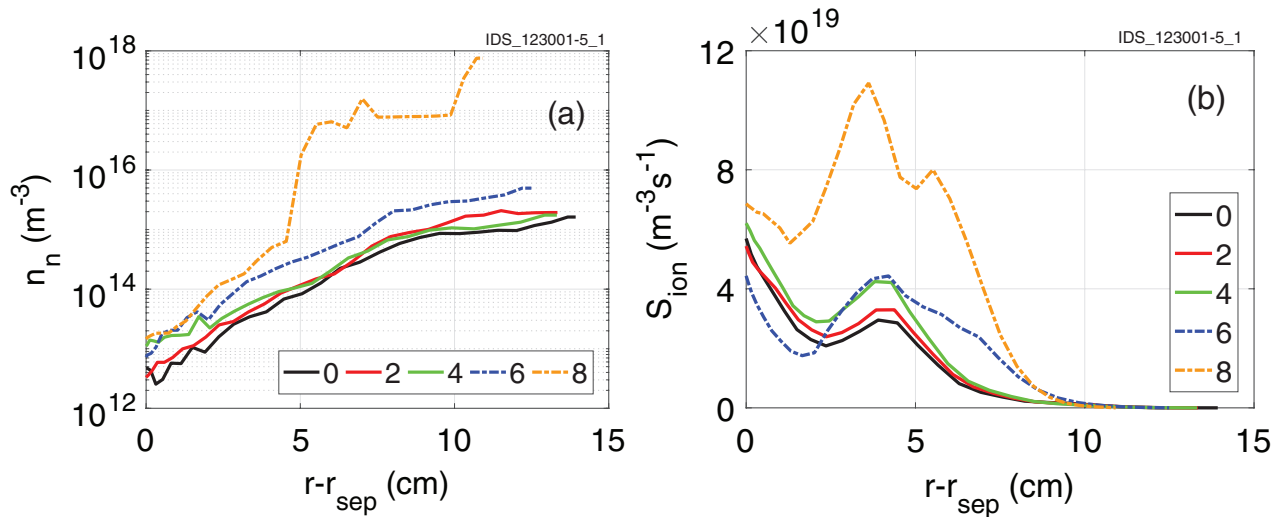 IDS_123001-5_1
(a)
10^18
10^16
10^14
10^12
n_n (m^-3)
0 2 4 6 8
0 5 10 15
r-r_sep (cm)
×10^19
IDS_123001-5_1
(b)
12
8
4
0
S_ion (m^-3s^-1)
0
2
4
6
8
0 5 10 15
r-r_sep (cm)